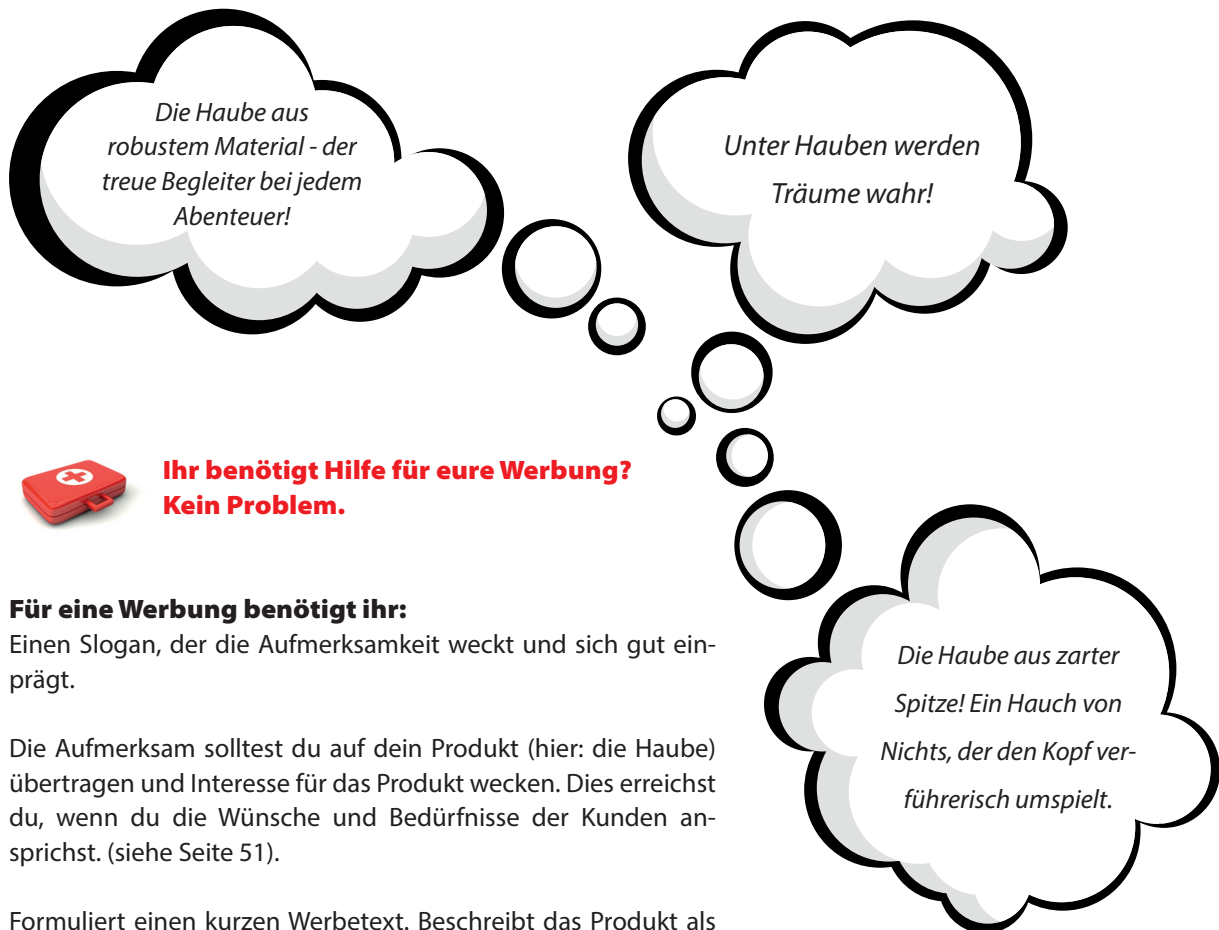 Die Haube aus
robustem Material - der
treue Begleiter bei jedem
Abenteuer!
Unter Hauben werden
Träume wahr!
Ihr benötigt Hilfe für eure Werbung?
Kein Problem.
Für eine Werbung benötigt ihr:
Einen Slogan, der die Aufmerksamkeit weckt und sich gut ein-
prägt.
Die Aufmerksam solltest du auf dein Produkt (hier: die Haube)
übertragen und Interesse für das Produkt wecken. Dies erreichst
du, wenn du die Wünsche und Bedürfnisse der Kunden an-
sprichst. (siehe Seite 51).
Formuliert einen kurzen Werbetext. Beschreibt das Produkt als
Die Haube aus zarter
Spitze! Ein Hauch von
Nichts, der den Kopf ver-
führerisch umspielt.